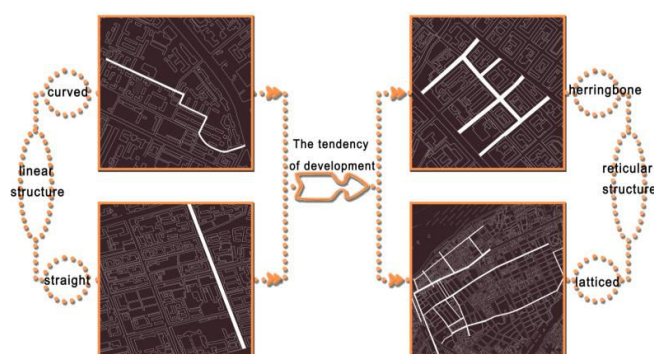 curved
herringbone
The tendency
of development
linear
structure
reticular
structure
straight
latticed